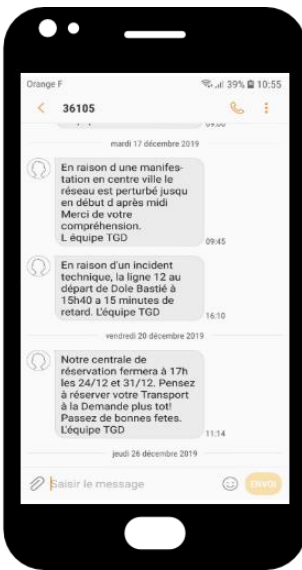 Orange F 39% 10:55
36105
09:00
mardi 17 décembre 2019
En raison d une manifes-
tation en centre ville le
réseau est perturbé jusqu
en début d après midi
Merci de votre
compréhension.
L équipe TGD
09:45
En raison d'un incident
technique, la ligne 12 au
départ de Dole Bastié à
15h40 a 15 minutes de
retard. L'équipe TGD
16:10
vendredi 20 décembre 2019
Notre centrale de
réservation fermera à 17h
les 24/12 et 31/12. Pensez
à réserver votre Transport
à la Demande plus tot!
Passez de bonnes fetes.
L'équipe TGD
11:14
jeudi 26 décembre 2019
Saisir le message
ENVOI